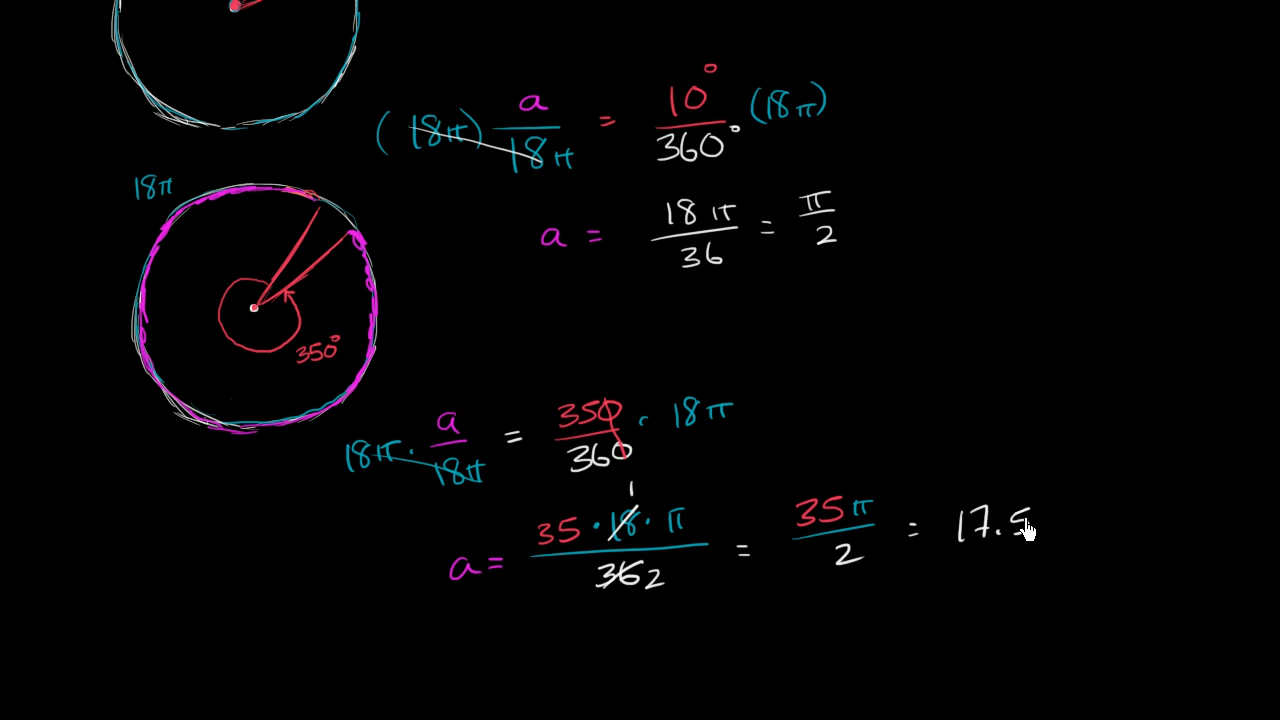 (18π) a/18π = 10°/360° (18π)
a = 18π/36 = π/2
18π
350°
18π · a/18π = 350/360 · 18π
a = 35 · 18 · π/36 1 2 = 35π/2 = 17.5